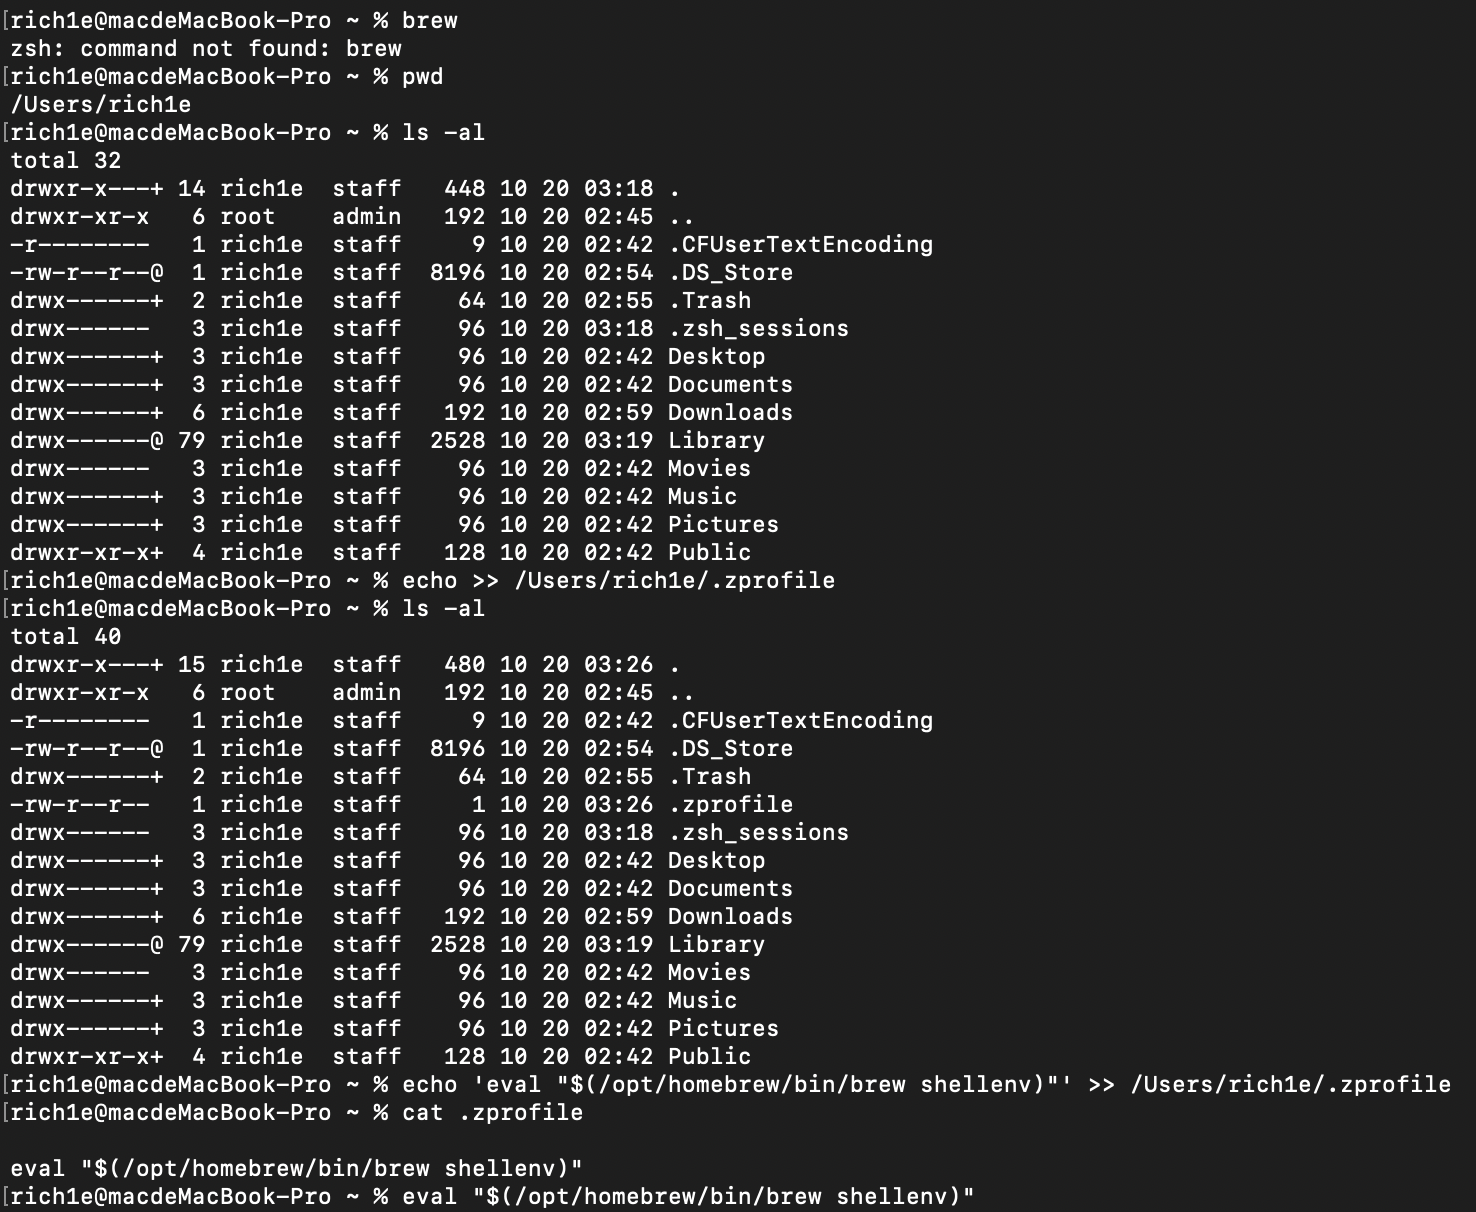 [rich1e@macdeMacBook-Pro ~ % brew
zsh: command not found: brew
[rich1e@macdeMacBook-Pro ~ % pwd
/Users/rich1e
[rich1e@macdeMacBook-Pro ~ % ls -al
total 32
drwxr-x---+ 14 rich1e  staff   448 10 20 03:18 .
drwxr-xr-x   6 root    admin   192 10 20 02:45 ..
-r--------   1 rich1e  staff     9 10 20 02:42 .CFUserTextEncoding
-rw-r--r--@  1 rich1e  staff  8196 10 20 02:54 .DS_Store
drwx------+  2 rich1e  staff    64 10 20 02:55 .Trash
drwx------   3 rich1e  staff    96 10 20 03:18 .zsh_sessions
drwx------+  3 rich1e  staff    96 10 20 02:42 Desktop
drwx------+  3 rich1e  staff    96 10 20 02:42 Documents
drwx------+  6 rich1e  staff   192 10 20 02:59 Downloads
drwx------@ 79 rich1e  staff  2528 10 20 03:19 Library
drwx------   3 rich1e  staff    96 10 20 02:42 Movies
drwx------+  3 rich1e  staff    96 10 20 02:42 Music
drwx------+  3 rich1e  staff    96 10 20 02:42 Pictures
drwxr-xr-x+  4 rich1e  staff   128 10 20 02:42 Public
[rich1e@macdeMacBook-Pro ~ % echo >> /Users/rich1e/.zprofile
[rich1e@macdeMacBook-Pro ~ % ls -al
total 40
drwxr-x---+ 15 rich1e  staff   480 10 20 03:26 .
drwxr-xr-x   6 root    admin   192 10 20 02:45 ..
-r--------   1 rich1e  staff     9 10 20 02:42 .CFUserTextEncoding
-rw-r--r--@  1 rich1e  staff  8196 10 20 02:54 .DS_Store
drwx------+  2 rich1e  staff    64 10 20 02:55 .Trash
-rw-r--r--   1 rich1e  staff     1 10 20 03:26 .zprofile
drwx------   3 rich1e  staff    96 10 20 03:18 .zsh_sessions
drwx------+  3 rich1e  staff    96 10 20 02:42 Desktop
drwx------+  3 rich1e  staff    96 10 20 02:42 Documents
drwx------+  6 rich1e  staff   192 10 20 02:59 Downloads
drwx------@ 79 rich1e  staff  2528 10 20 03:19 Library
drwx------   3 rich1e  staff    96 10 20 02:42 Movies
drwx------+  3 rich1e  staff    96 10 20 02:42 Music
drwx------+  3 rich1e  staff    96 10 20 02:42 Pictures
drwxr-xr-x+  4 rich1e  staff   128 10 20 02:42 Public
[rich1e@macdeMacBook-Pro ~ % echo 'eval "$(/opt/homebrew/bin/brew shellenv)"' >> /Users/rich1e/.zprofile
[rich1e@macdeMacBook-Pro ~ % cat .zprofile
eval "$(/opt/homebrew/bin/brew shellenv)"
[rich1e@macdeMacBook-Pro ~ % eval "$(/opt/homebrew/bin/brew shellenv)"